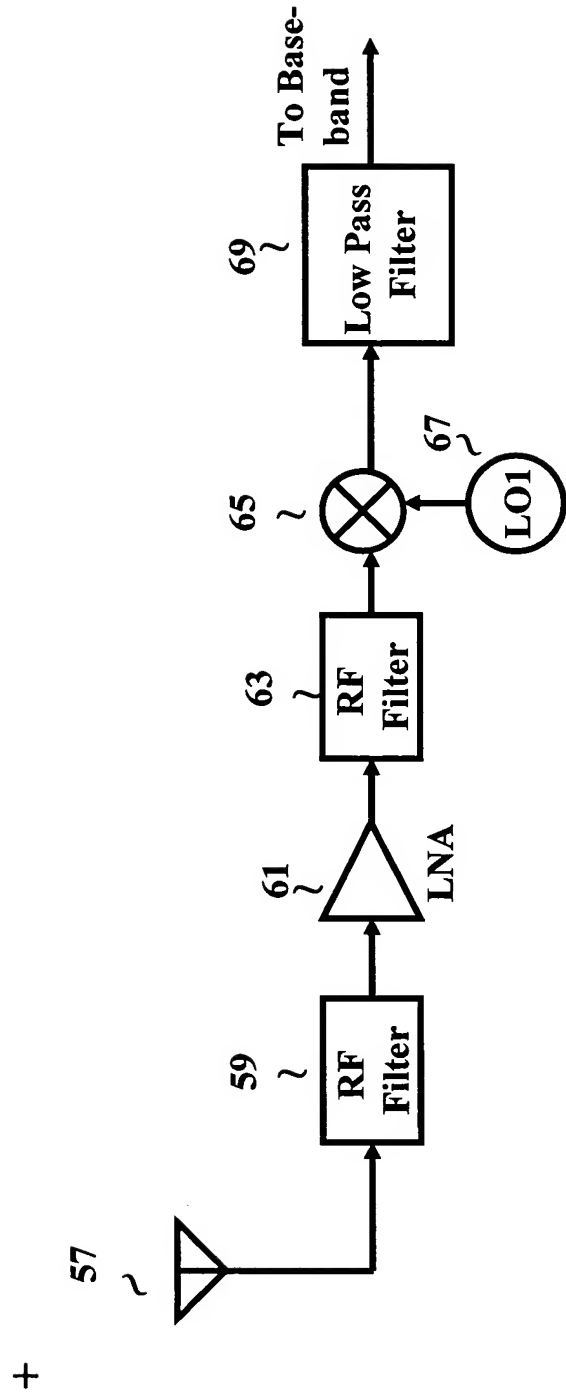 57
59
RF
Filter
61
LNA
63
RF
Filter
65
LO1
67
69
Low Pass
Filter
To Base-
band